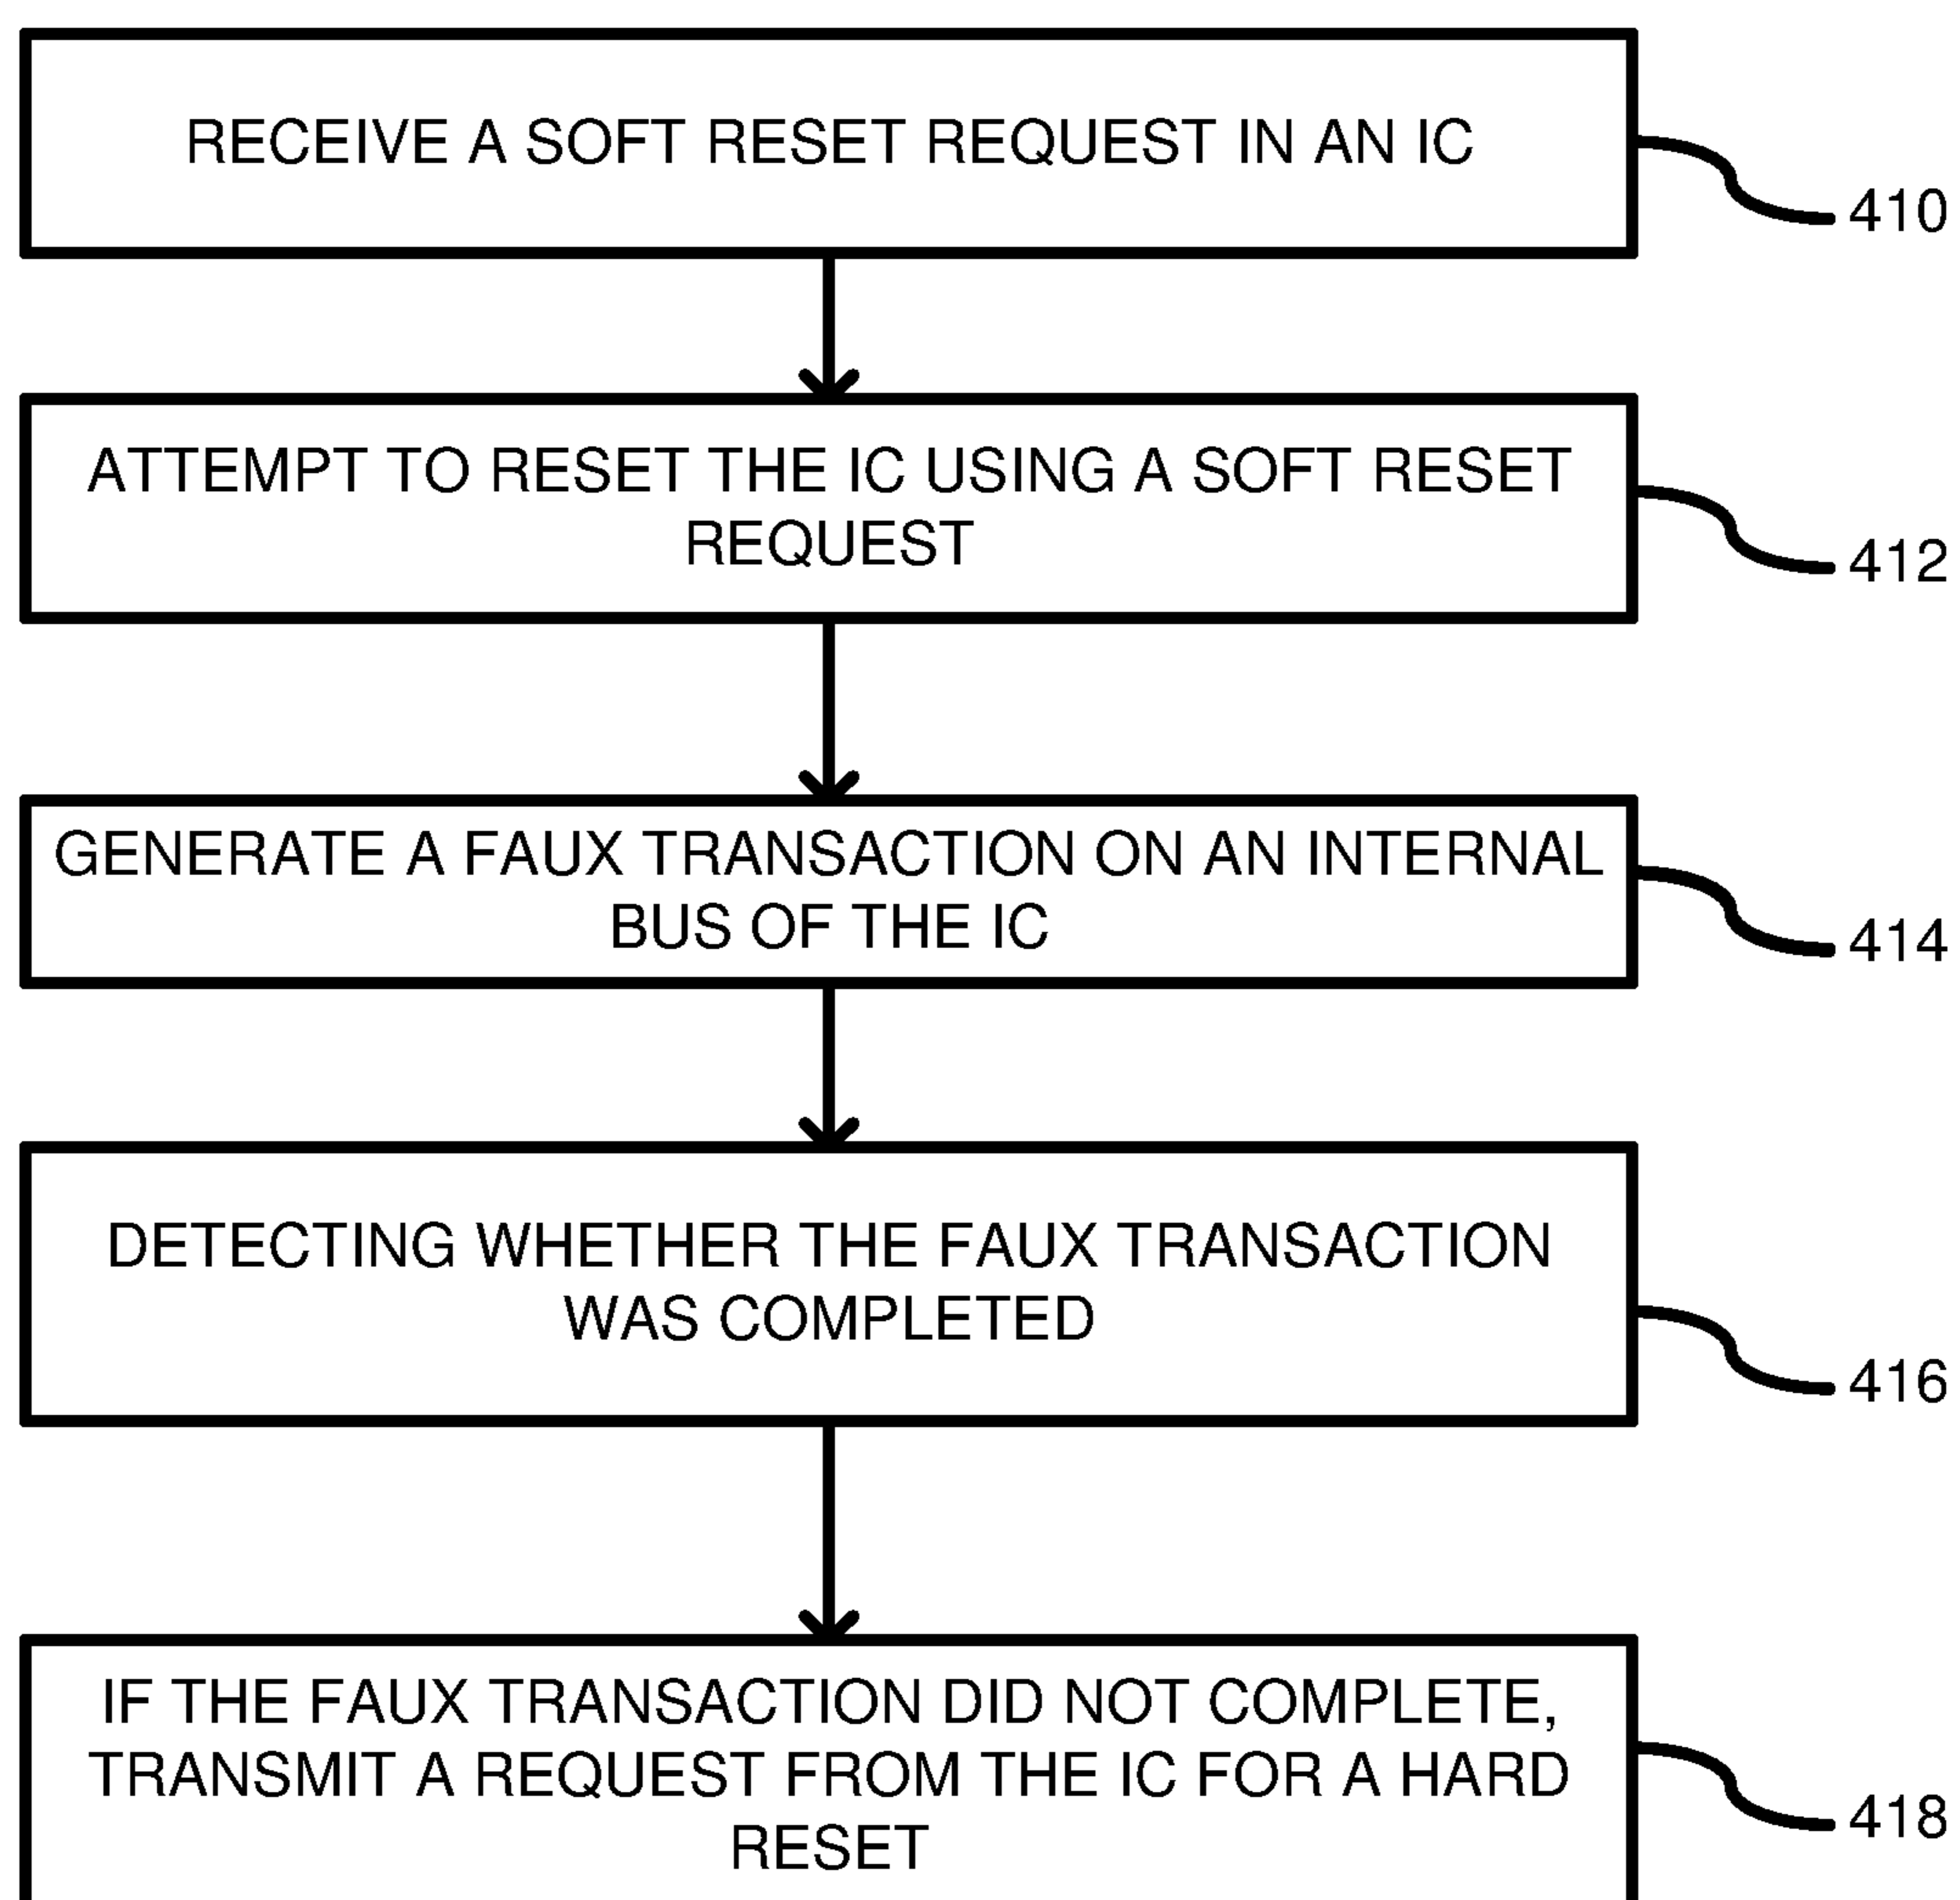 RECEIVE A SOFT RESET REQUEST IN AN IC
410
ATTEMPT TO RESET THE IC USING A SOFT RESET
REQUEST
412
GENERATE A FAUX TRANSACTION ON AN INTERNAL
BUS OF THE IC
414
DETECTING WHETHER THE FAUX TRANSACTION
WAS COMPLETED
416
IF THE FAUX TRANSACTION DID NOT COMPLETE,
TRANSMIT A REQUEST FROM THE IC FOR A HARD
RESET
418